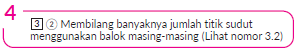 4
3 ② Membilang banyaknya jumlah titik sudut
menggunakan balok masing-masing (Lihat nomor 3.2)